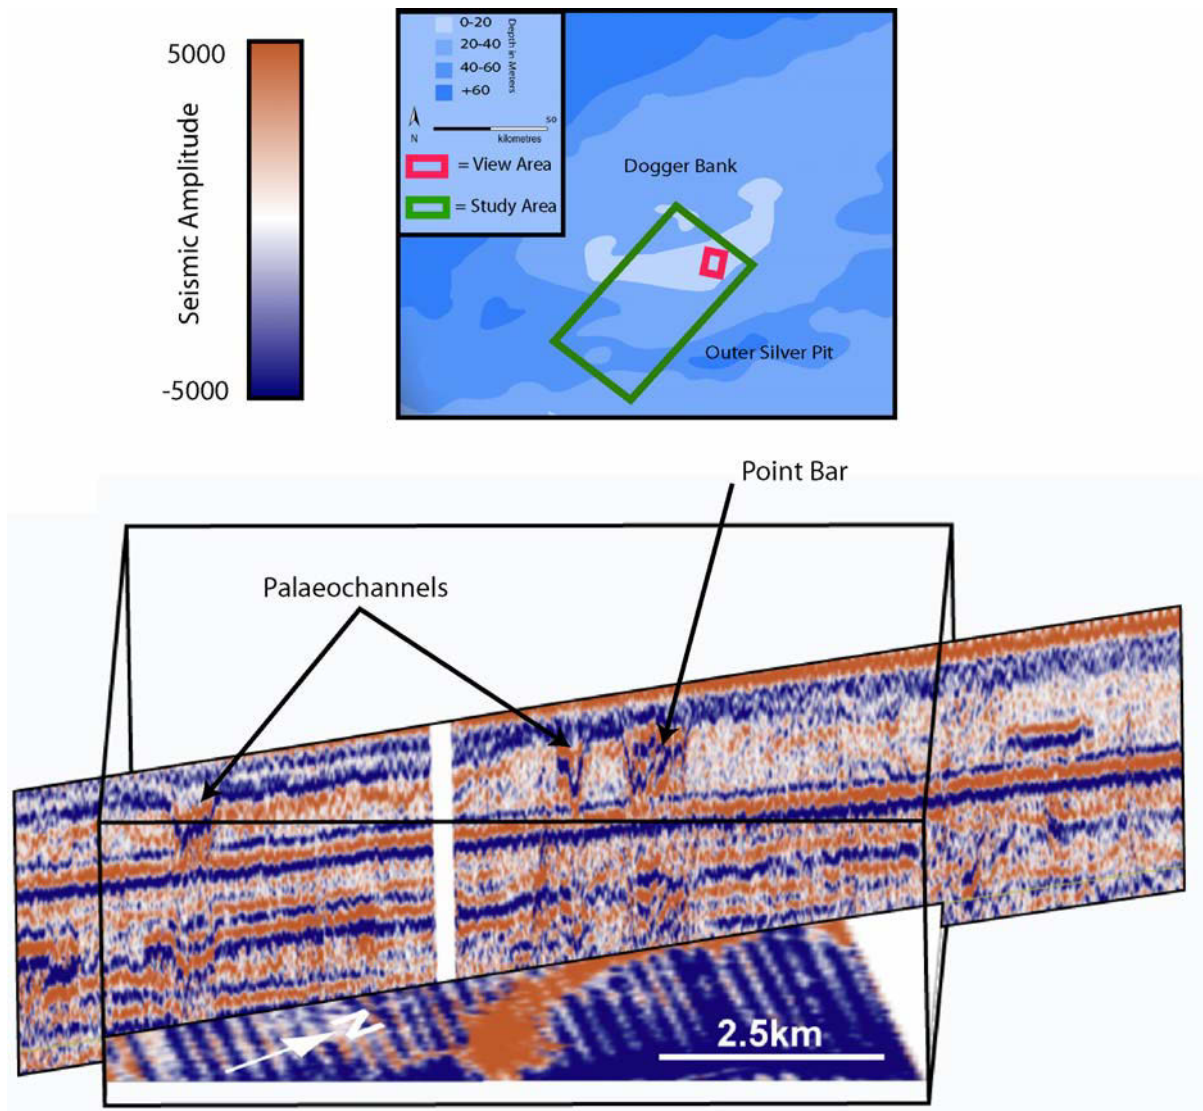 5000
Seismic Amplitude
-5000
0-20
20-40
40-60
+60
Depth in Meters
N
50
kilometres
= View Area
= Study Area
Dogger Bank
Outer Silver Pit
Point Bar
Palaeochannels
N
2.5km